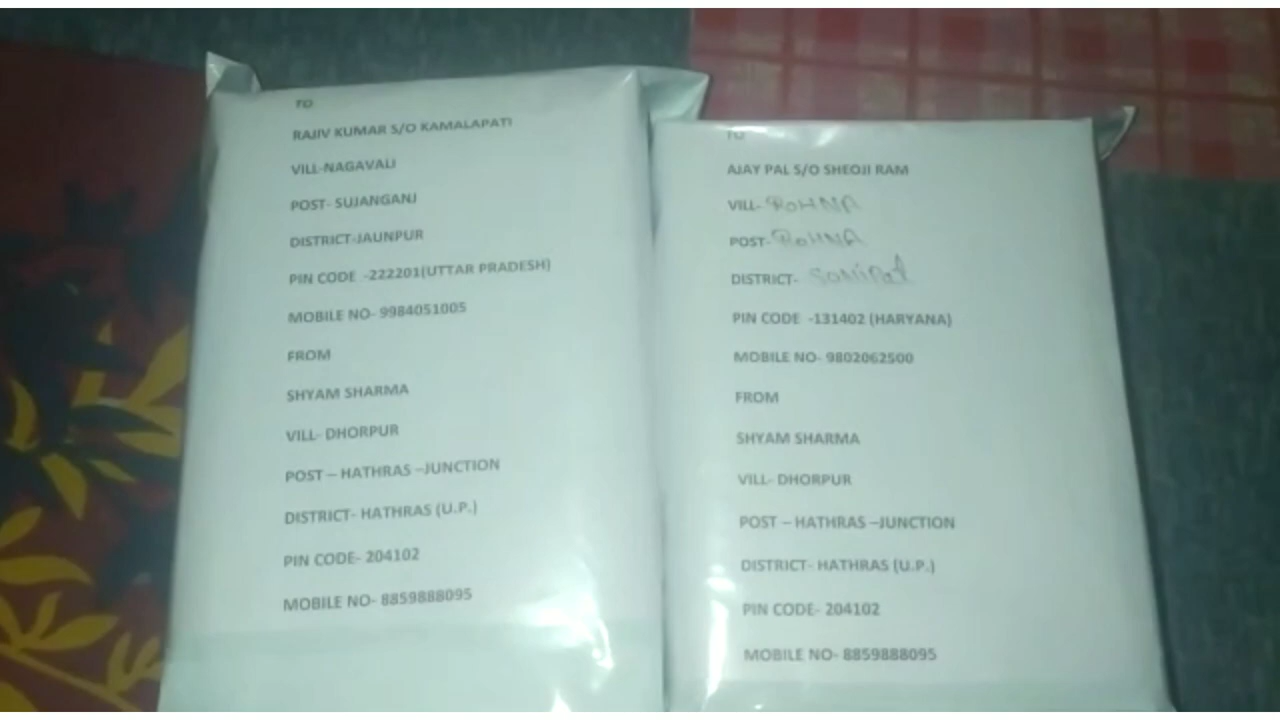 TO
RAJIV KUMAR S/O KAMALAPATI
VILL-NAGAVALI
POST- SUJANGANJ
DISTRICT-JAUNPUR
PIN CODE -222201(UTTAR PRADESH)
MOBILE NO- 9984051005
FROM
SHYAM SHARMA
VILL- DHORPUR
POST – HATHRAS –JUNCTION
DISTRICT- HATHRAS (U.P.)
PIN CODE- 204102
MOBILE NO- 8859888095
TO
AJAY PAL S/O SHEOJI RAM
VILL- ROHNA
POST- ROHNA
DISTRICT- Sonipat
PIN CODE -131402 (HARYANA)
MOBILE NO- 9802062500
FROM
SHYAM SHARMA
VILL- DHORPUR
POST – HATHRAS –JUNCTION
DISTRICT- HATHRAS (U.P.)
PIN CODE- 204102
MOBILE NO- 8859888095